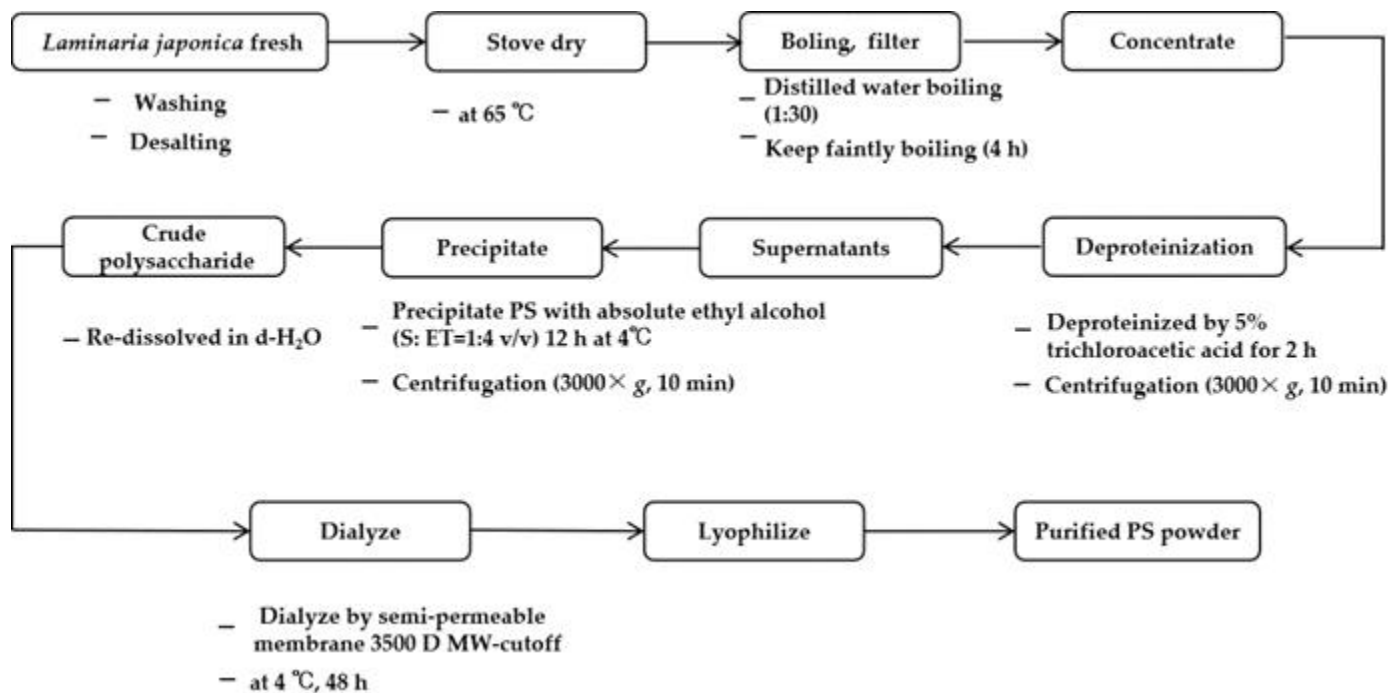 Laminaria japonica fresh
– Washing
– Desalting
Stove dry
– at 65 ℃
Boling, filter
– Distilled water boiling
(1:30)
– Keep faintly boiling (4 h)
Concentrate
Deproteinization
– Deproteinized by 5%
trichloroacetic acid for 2 h
– Centrifugation (3000× g, 10 min)
Supernatants
Precipitate
– Precipitate PS with absolute ethyl alcohol
(S: ET=1:4 v/v) 12 h at 4℃
– Centrifugation (3000× g, 10 min)
Crude
polysaccharide
– Re-dissolved in d-H₂O
Dialyze
– Dialyze by semi-permeable
membrane 3500 D MW-cutoff
– at 4 ℃, 48 h
Lyophilize
Purified PS powder